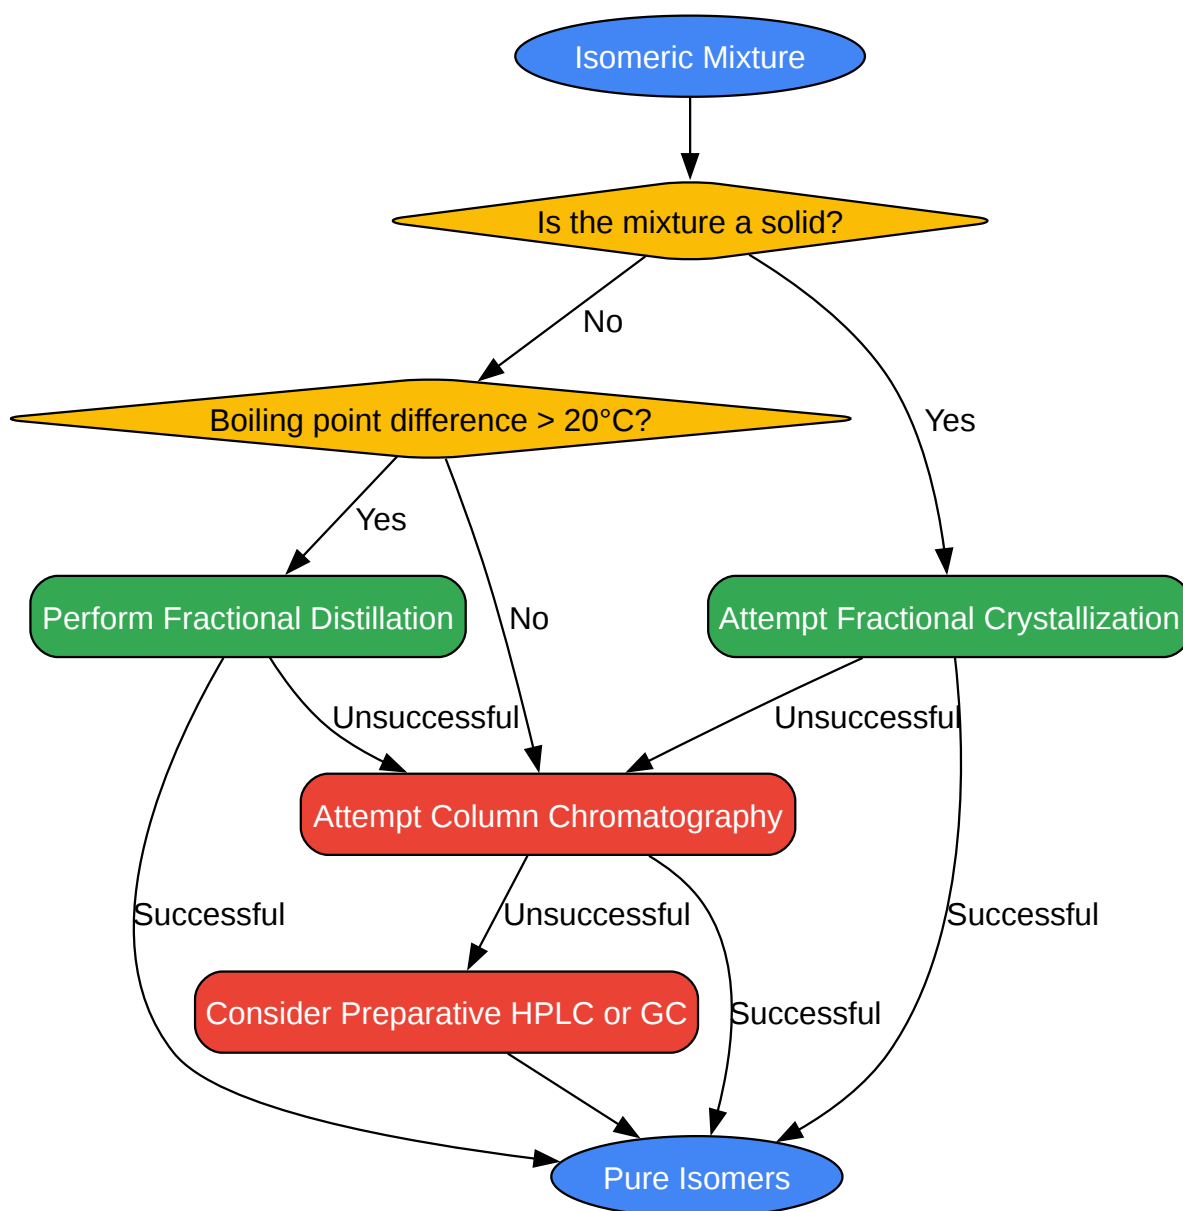 Isomeric Mixture
Is the mixture a solid?
No
Boiling point difference > 20°C?
Yes
Yes
Perform Fractional Distillation
No
Attempt Fractional Crystallization
Unsuccessful
Unsuccessful
Attempt Column Chromatography
Successful
Unsuccessful
Successful
Consider Preparative HPLC or GC
Successful
Pure Isomers